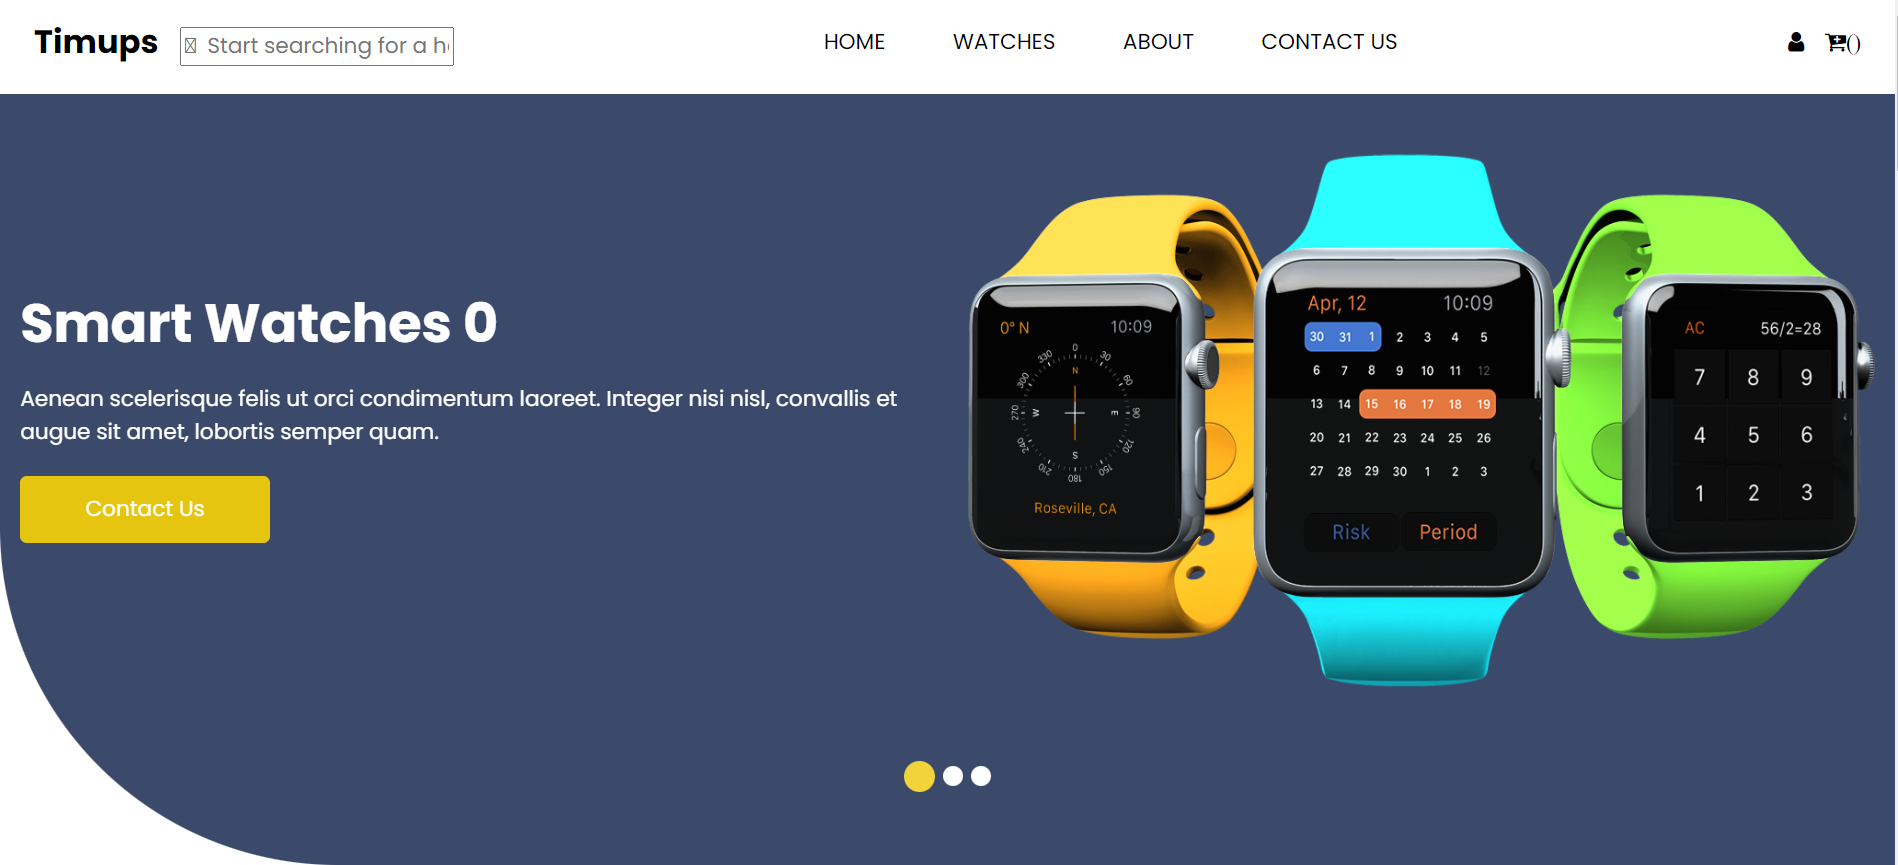 Timups
Start searching for a h
HOME WATCHES ABOUT CONTACT US
()
Smart Watches 0
Aenean scelerisque felis ut orci condimentum laoreet. Integer nisi nisl, convallis et
augue sit amet, lobortis semper quam.
Contact Us
0° N 10:09
0 30 60 90 120 150 180 210 240 270 300 330
N E S W
Roseville, CA
Apr, 12 10:09
30 31 1 2 3 4 5
6 7 8 9 10 11 12
13 14 15 16 17 18 19
20 21 22 23 24 25 26
27 28 29 30 1 2 3
Risk Period
AC 56/2=28
7 8 9
4 5 6
1 2 3